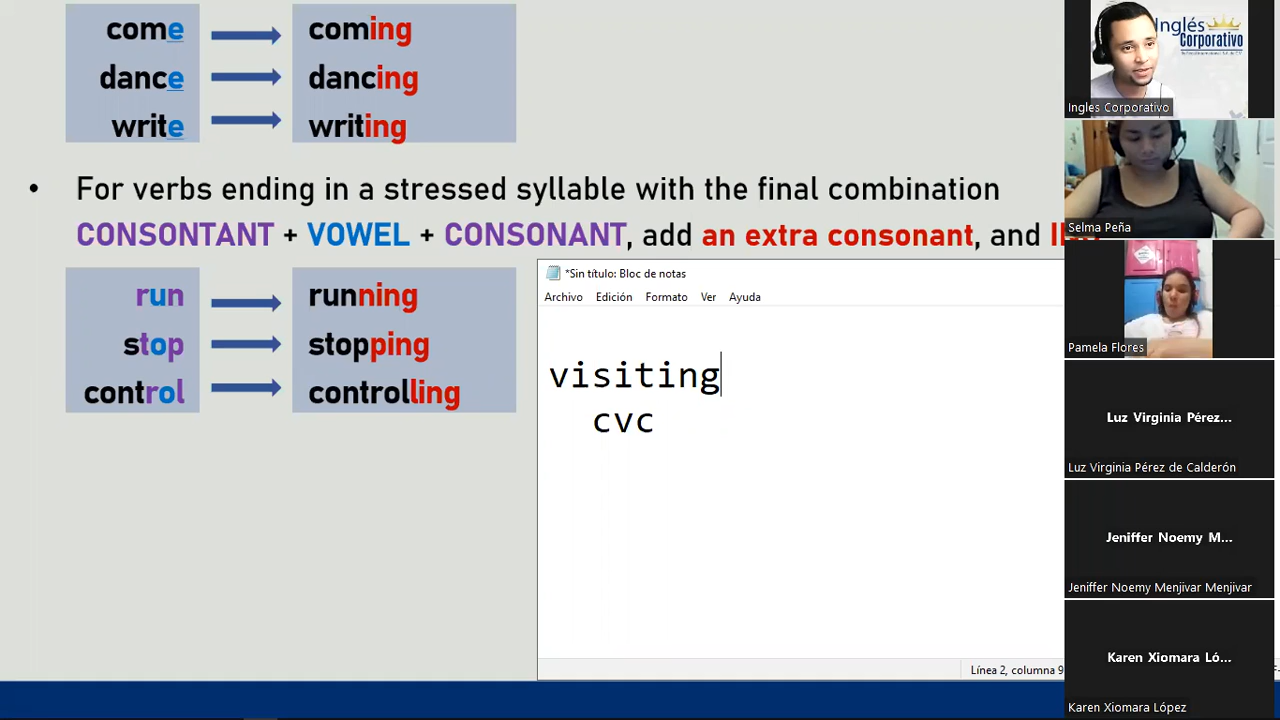 come coming
dance dancing
write writing
• For verbs ending in a stressed syllable with the final combination
CONSONTANT + VOWEL + CONSONANT, add an extra consonant, and
run running
stop stopping
control controlling
*Sin título: Bloc de notas
Archivo Edición Formato Ver Ayuda
visiting
cvc
Línea 2, columna 9
Inglés
Corporativo
Ingles Corporativo
Selma Peña
Pamela Flores
Luz Virginia Pérez...
Luz Virginia Pérez de Calderón
Jeniffer Noemy M...
Jeniffer Noemy Menjivar Menjivar
Karen Xiomara Ló...
Karen Xiomara López